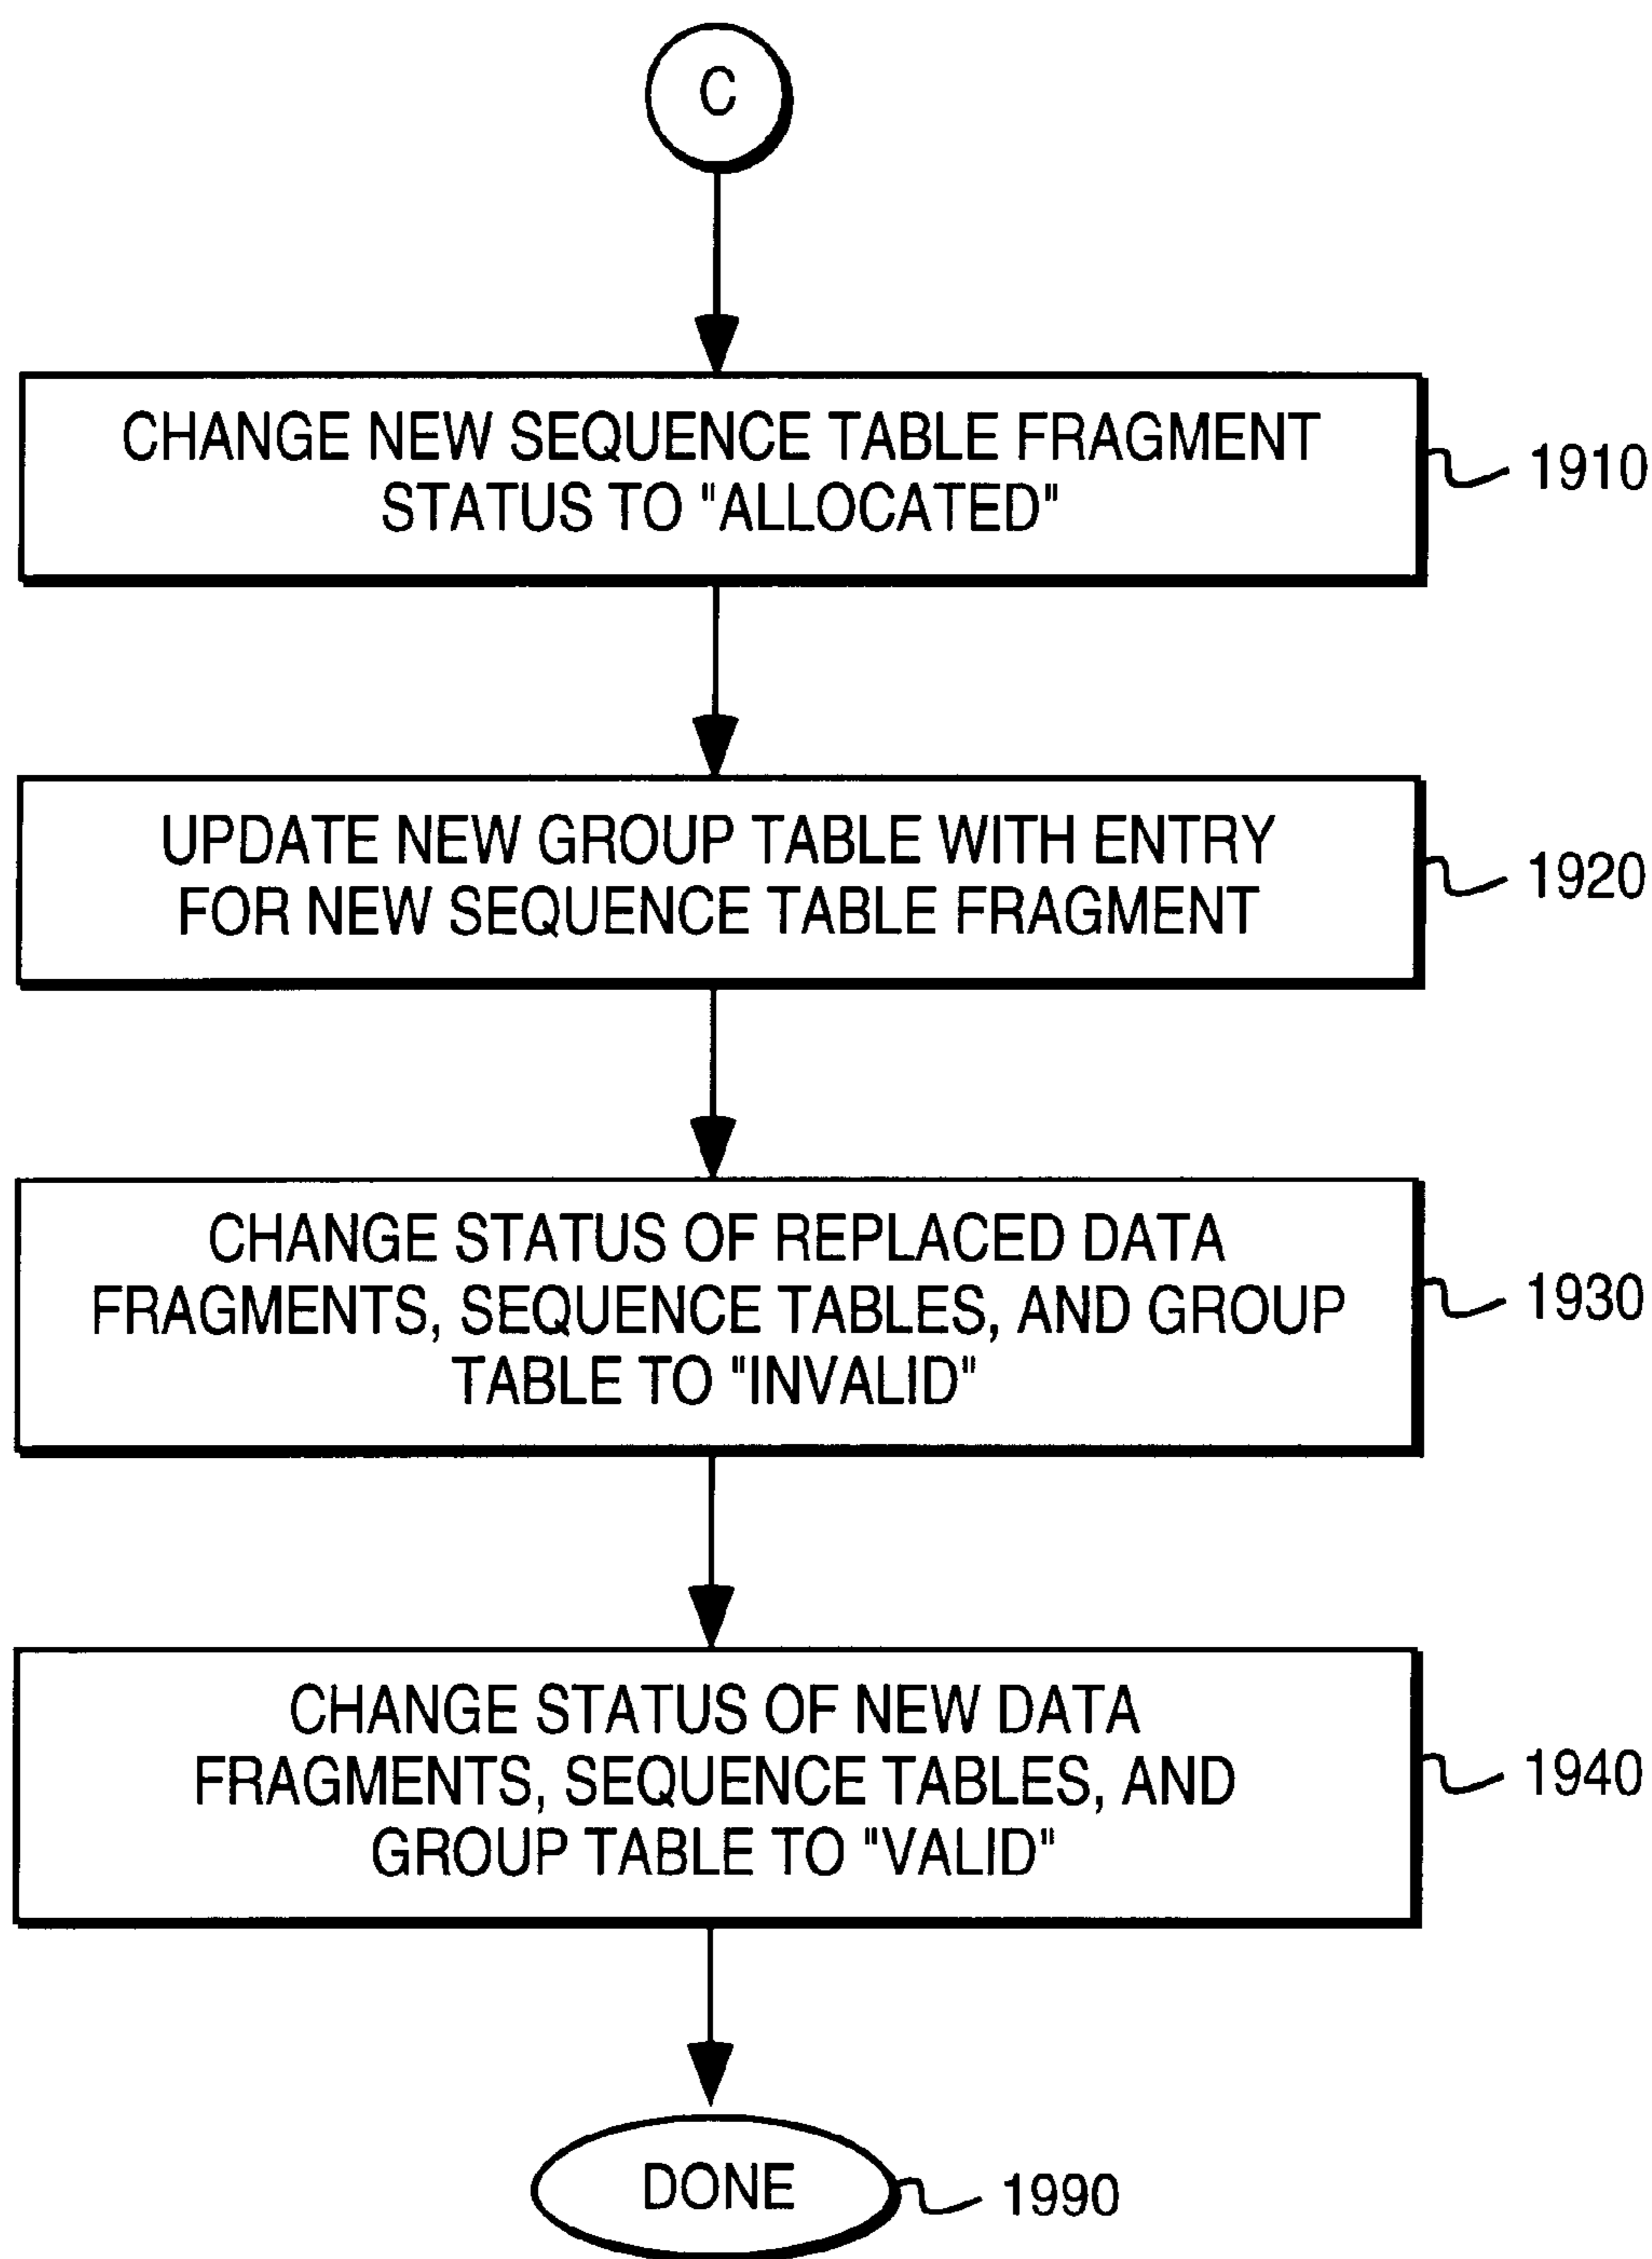 C
CHANGE NEW SEQUENCE TABLE FRAGMENT
STATUS TO "ALLOCATED"
1910
UPDATE NEW GROUP TABLE WITH ENTRY
FOR NEW SEQUENCE TABLE FRAGMENT
1920
CHANGE STATUS OF REPLACED DATA
FRAGMENTS, SEQUENCE TABLES, AND GROUP
TABLE TO "INVALID"
1930
CHANGE STATUS OF NEW DATA
FRAGMENTS, SEQUENCE TABLES, AND
GROUP TABLE TO "VALID"
1940
DONE
1990